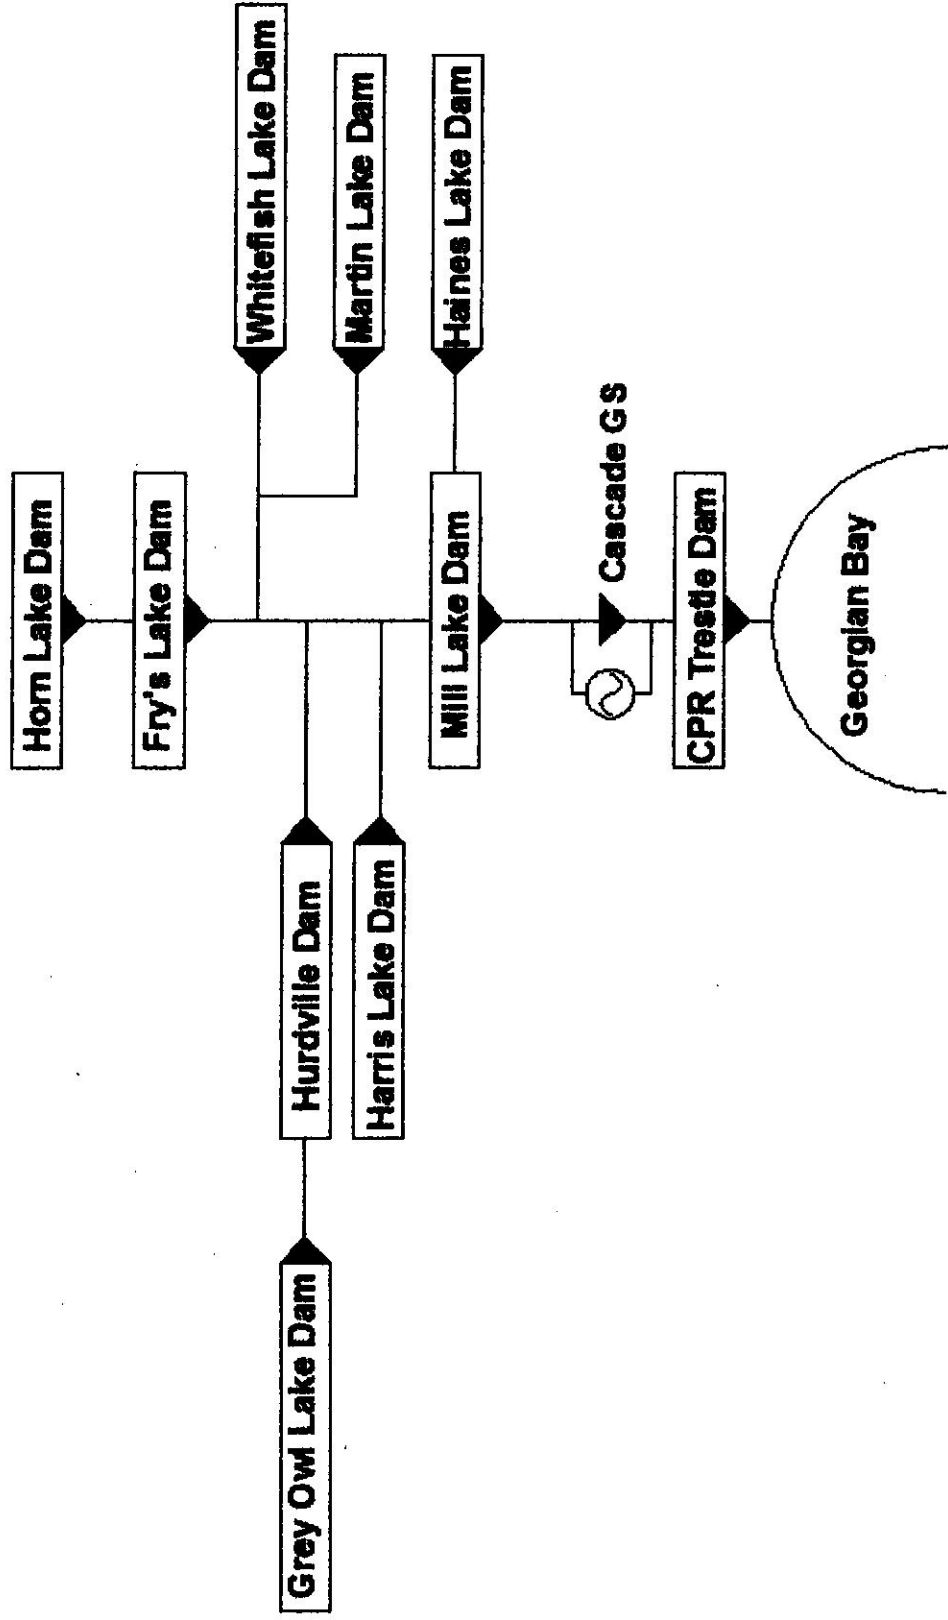 Horn Lake Dam
Fry's Lake Dam
Whitefish Lake Dam
Martin Lake Dam
Haines Lake Dam
Grey Owl Lake Dam
Hurdville Dam
Harris Lake Dam
Mill Lake Dam
Cascade GS
CPR Trestle Dam
Georgian Bay